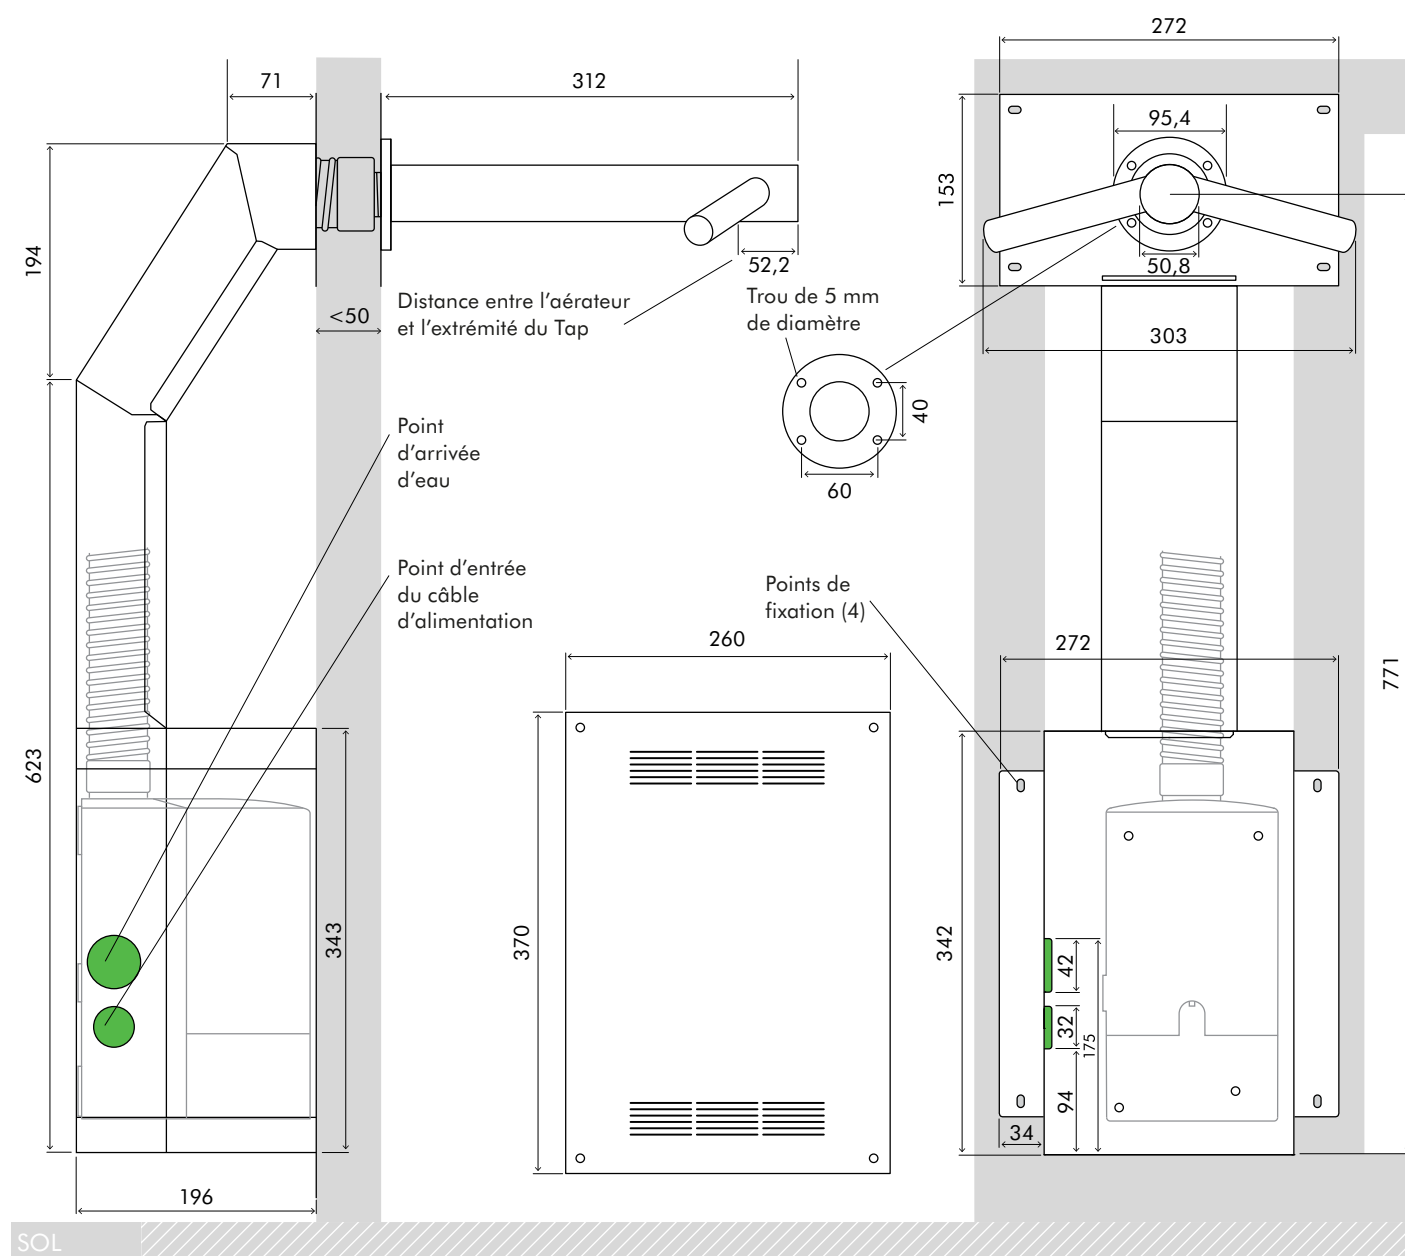 272
71
312
95,4
153
194
52,2
50,8
<50
Distance entre l’aérateur
et l’extrémité du Tap
Trou de 5 mm
de diamètre
303
40
60
Point
d’arrivée
d’eau
Point d’entrée
du câble
d’alimentation
Points de
fixation (4)
260
272
771
623
343
370
342
42
32
175
94
34
196
SOL